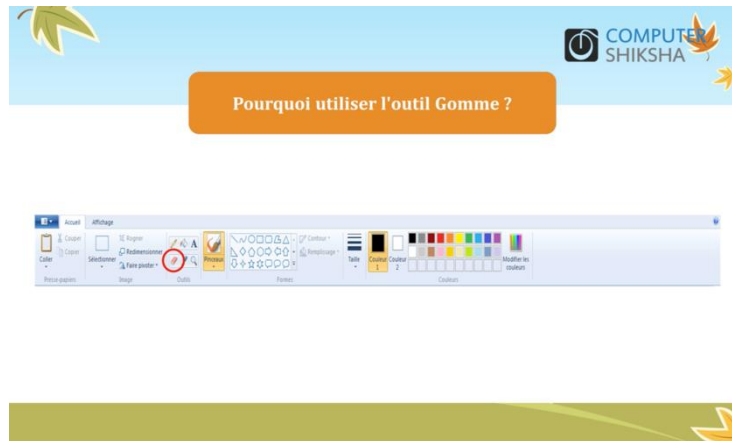 COMPUTER
SHIKSHA
Pourquoi utiliser l'outil Gomme ?
Accueil Affichage
Coller
Couper
Copier
Presse-papiers
Sélectionner
Rogner
Redimensionner
Faire pivoter
Image
A
Outils
Pinceaux
Contour
Remplissage
Formes
Taille
Couleur
1
Couleur
2
Modifier les
couleurs
Couleurs